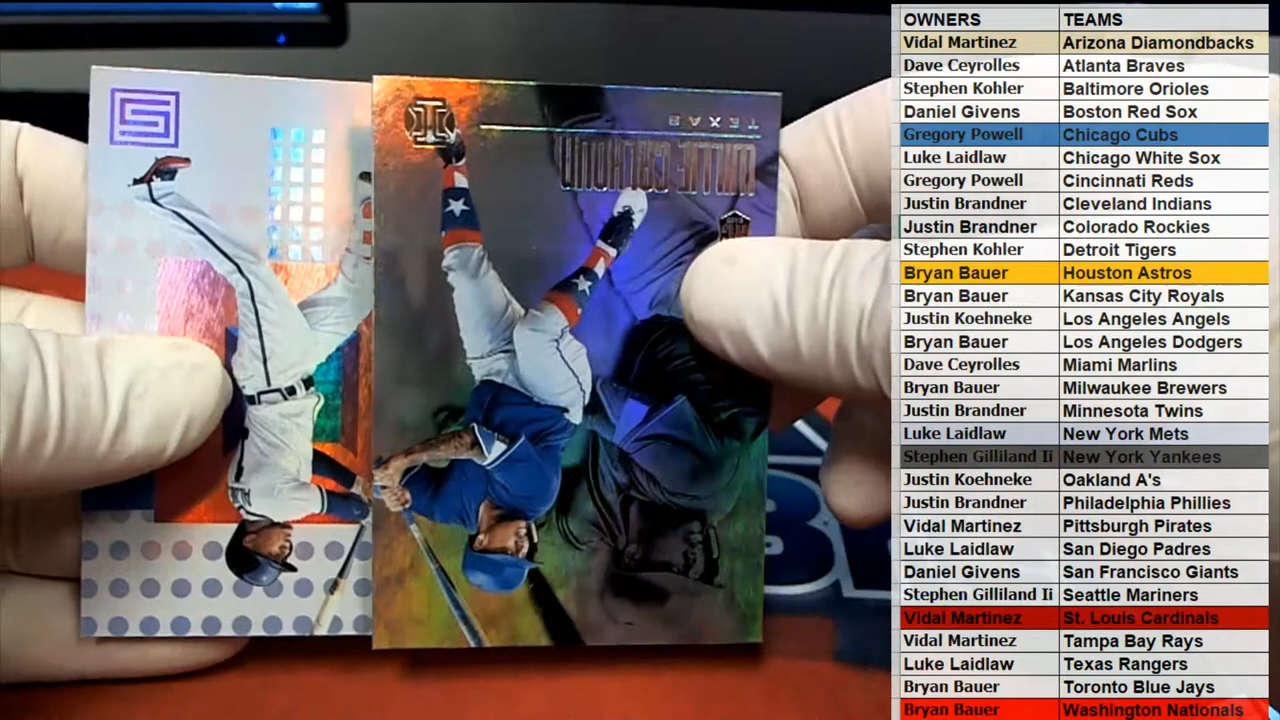 OWNERS TEAMS
Vidal Martinez Arizona Diamondbacks
Dave Ceyrolles Atlanta Braves
Stephen Kohler Baltimore Orioles
Daniel Givens Boston Red Sox
Gregory Powell Chicago Cubs
Luke Laidlaw Chicago White Sox
Gregory Powell Cincinnati Reds
Justin Brandner Cleveland Indians
Justin Brandner Colorado Rockies
Stephen Kohler Detroit Tigers
Bryan Bauer Houston Astros
Bryan Bauer Kansas City Royals
Justin Koehneke Los Angeles Angels
Bryan Bauer Los Angeles Dodgers
Dave Ceyrolles Miami Marlins
Bryan Bauer Milwaukee Brewers
Justin Brandner Minnesota Twins
Luke Laidlaw New York Mets
Stephen Gilliland Ii New York Yankees
Justin Koehneke Oakland A's
Justin Brandner Philadelphia Phillies
Vidal Martinez Pittsburgh Pirates
Luke Laidlaw San Diego Padres
Daniel Givens San Francisco Giants
Stephen Gilliland Ii Seattle Mariners
Vidal Martinez St. Louis Cardinals
Vidal Martinez Tampa Bay Rays
Luke Laidlaw Texas Rangers
Bryan Bauer Toronto Blue Jays
Bryan Bauer Washington Nationals
TEXAS
WILLIE CALHOUN